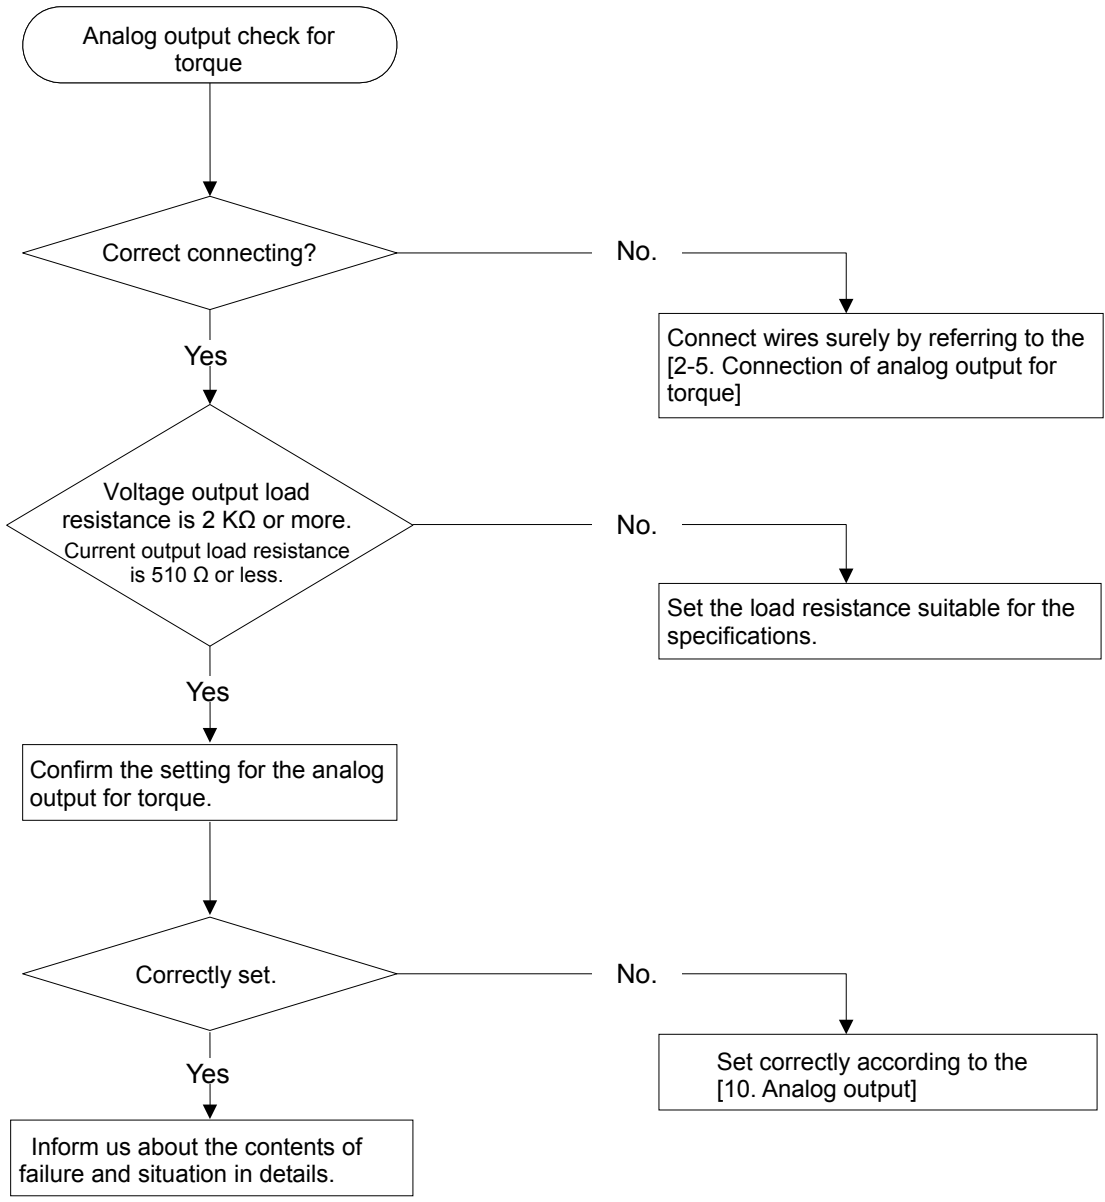 Analog output check for
torque
Correct connecting?
No.
Connect wires surely by referring to the
[2-5. Connection of analog output for
torque]
Yes
Voltage output load
resistance is 2 KΩ or more.
Current output load resistance
is 510 Ω or less.
No.
Set the load resistance suitable for the
specifications.
Yes
Confirm the setting for the analog
output for torque.
Correctly set.
No.
Set correctly according to the
[10. Analog output]
Yes
Inform us about the contents of
failure and situation in details.